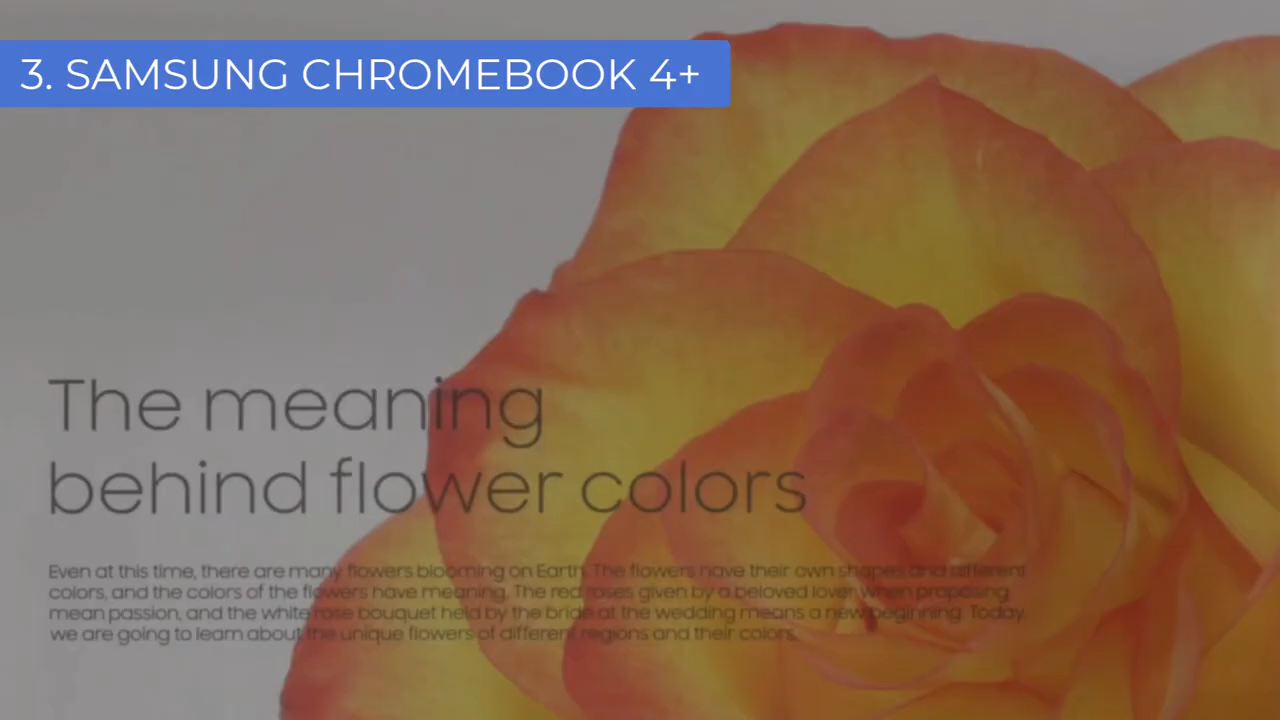 3. SAMSUNG CHROMEBOOK 4+
The meaning
behind flower colors
Even at this time, there are many flowers blooming on Earth. The flowers have their own shapes and different
colors, and the colors of the flowers have meaning. The red roses given by a beloved lover when proposing
mean passion, and the white rose bouquet held by the bride at the wedding means a new beginning. Today,
we are going to learn about the unique flowers of different regions and their colors.